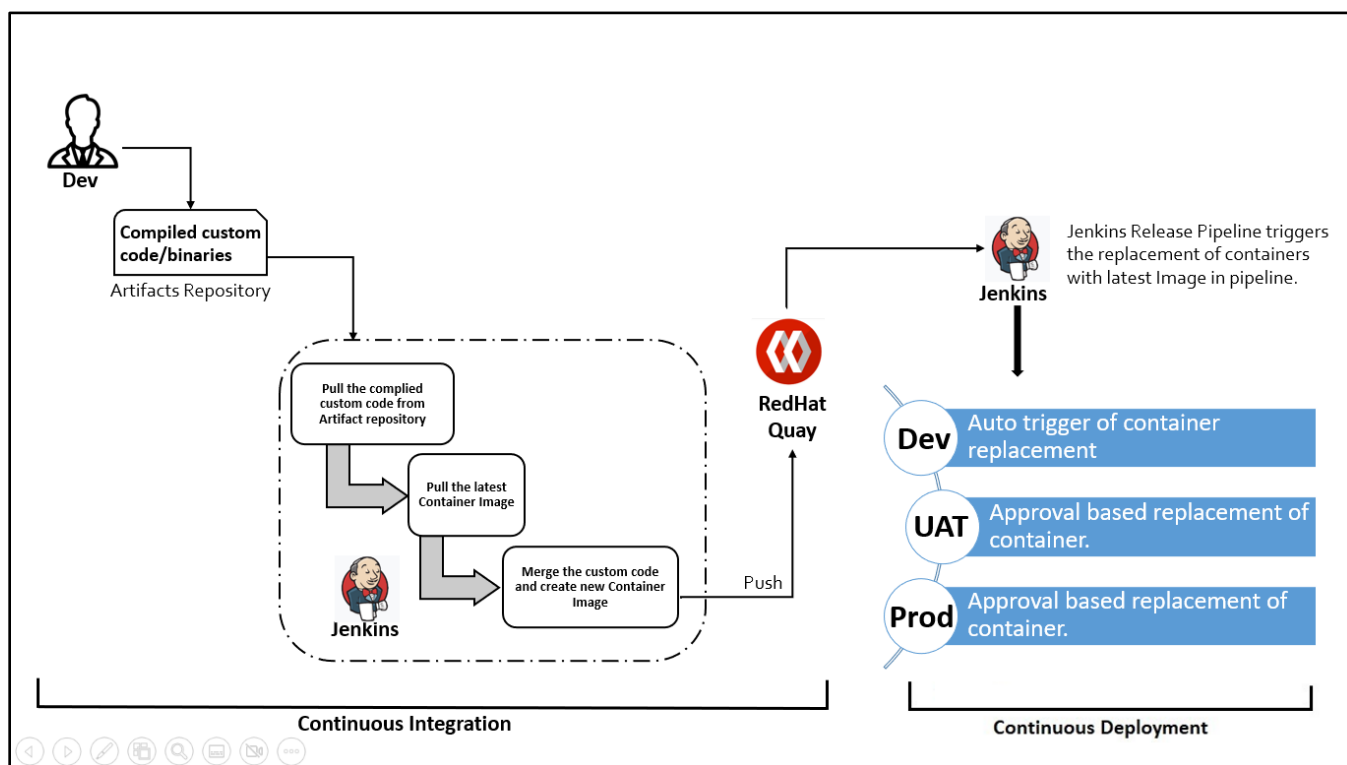 Dev
Compiled custom
code/binaries
Artifacts Repository
Pull the complied
custom code from
Artifact repository
Pull the latest
Container Image
Merge the custom code
and create new Container
Image
Jenkins
Push
RedHat
Quay
Continuous Integration
Jenkins
Jenkins Release Pipeline triggers
the replacement of containers
with latest Image in pipeline.
Dev
Auto trigger of container
replacement
UAT
Approval based replacement of
container.
Prod
Approval based replacement of
container.
Continuous Deployment